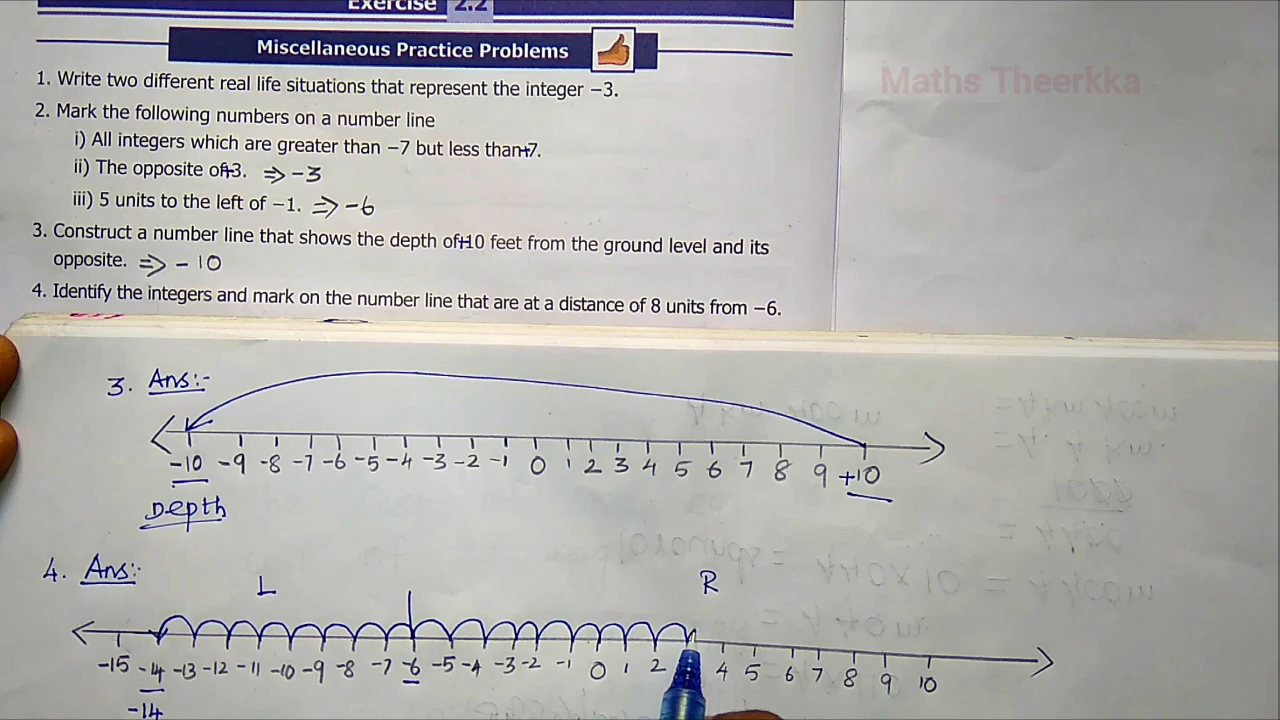 Exercise 2.2
Miscellaneous Practice Problems
Maths Theerkka
1. Write two different real life situations that represent the integer −3.
2. Mark the following numbers on a number line
i) All integers which are greater than −7 but less than +7.
ii) The opposite of +3. ⇒ -3
iii) 5 units to the left of −1. ⇒ -6
3. Construct a number line that shows the depth of +10 feet from the ground level and its
opposite. ⇒ - 10
4. Identify the integers and mark on the number line that are at a distance of 8 units from −6.
3. Ans:-
-10 -9 -8 -7 -6 -5 -4 -3 -2 -1 0 1 2 3 4 5 6 7 8 9 +10
Depth
4. Ans:-
L R
-15 -14 -13 -12 -11 -10 -9 -8 -7 -6 -5 -4 -3 -2 -1 0 1 2 4 5 6 7 8 9 10
-14